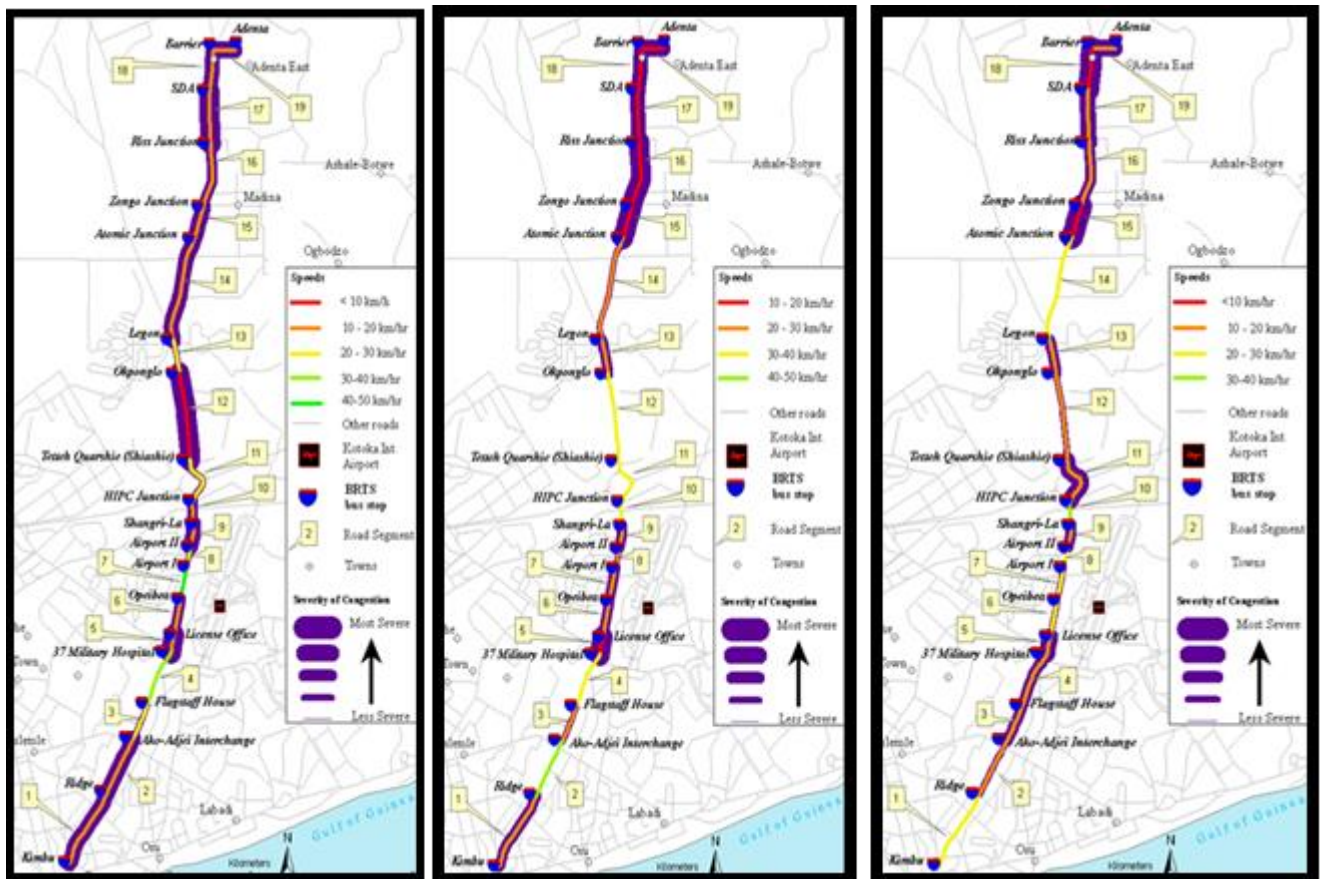 Adenta
Barrier
Adenta East
18
SDA
17
19
Riss Junction
16
Ashale-Botwe
Zongo Junction
Madina
15
Atomic Junction
Ogbodzo
14
Legon
13
Okponglo
12
Tetteh Quarshie (Shiashie)
11
HIPC Junction
10
Shangri-La
9
Airport II
7
8
Airport I
6
Opeibea
5
License Office
37 Military Hospital
Town
4
Flagstaff House
3
Ako-Adjei Interchange
Ridge
1
2
Labadi
Gulf of Guinea
Osu
N
Kimbu
Kilometers
Speeds
< 10 km/h
10 - 20 km/hr
20 - 30 km/hr
30-40 km/hr
40-50 km/hr
Other roads
Kotoka Int.
Airport
BRTS
bus stop
2
Road Segment
Towns
Severity of Congestion
Most Severe
Less Severe
Adenta
Barrier
Adenta East
18
SDA
17
19
Riss Junction
16
Ashale-Botwe
Zongo Junction
Madina
15
Atomic Junction
Ogbodzo
14
Legon
13
Okponglo
12
Tetteh Quarshie (Shiashie)
11
HIPC Junction
10
Shangri-La
9
Airport II
7
8
Airport I
6
Opeibea
5
License Office
37 Military Hospital
Town
4
Flagstaff House
3
Ako-Adjei Interchange
Ridge
1
2
Labadi
Gulf of Guinea
Osu
N
Kimbu
Kilometers
Speeds
10 - 20 km/hr
20 - 30 km/hr
30-40 km/hr
40-50 km/hr
Other roads
Kotoka Int.
Airport
BRTS
bus stop
2
Road Segment
Towns
Severity of Congestion
Most Severe
Less Severe
Adenta
Barrier
Adenta East
18
SDA
17
19
Riss Junction
16
Ashale-Botwe
Zongo Junction
Madina
15
Atomic Junction
Ogbodzo
14
Legon
13
Okponglo
12
Tetteh Quarshie (Shiashie)
11
HIPC Junction
10
Shangri-La
9
Airport II
7
8
Airport I
6
Opeibea
5
License Office
37 Military Hospital
Town
4
Flagstaff House
3
Ako-Adjei Interchange
Ridge
1
2
Labadi
Gulf of Guinea
Osu
N
Kimbu
Kilometers
Speeds
<10 km/hr
10 - 20 km/hr
20 - 30 km/hr
30-40 km/hr
Other roads
Kotoka Int.
Airport
BRTS
bus stop
2
Road Segment
Towns
Severity of Congestion
Most Severe
Less Severe